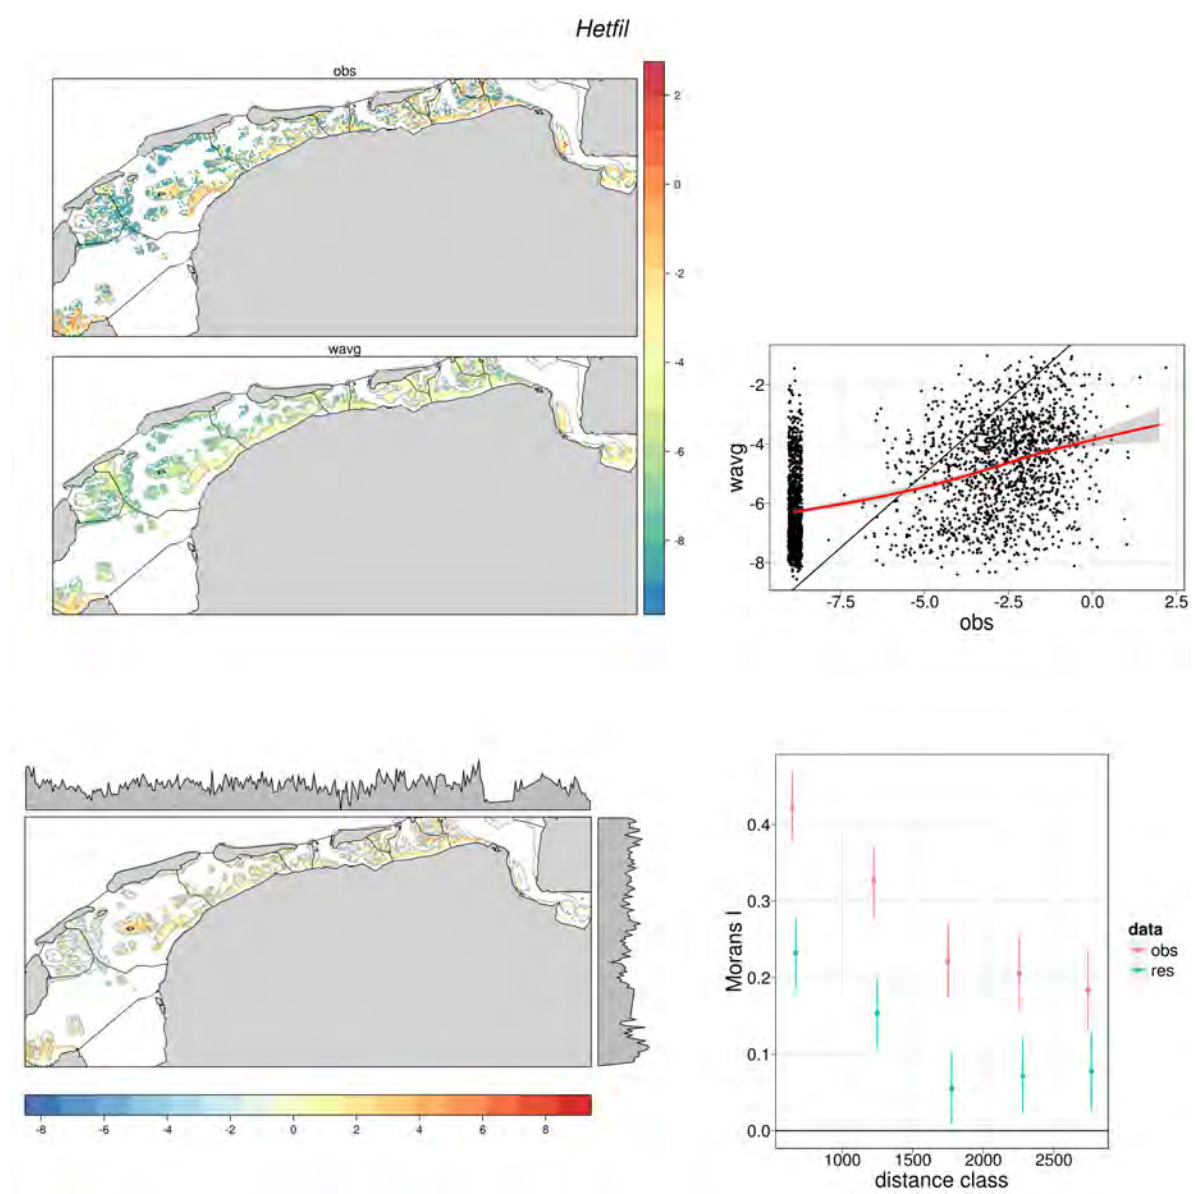 Hetfil
obs
2
0
-2
-4
-6
-8
wavg
wavg
-2
-4
-6
-8
-7.5 -5.0 -2.5 0.0 2.5
obs
-8 -6 -4 -2 0 2 4 6 8
Morans I
0.4
0.3
0.2
0.1
0.0
1000 1500 2000 2500
distance class
data
obs
res